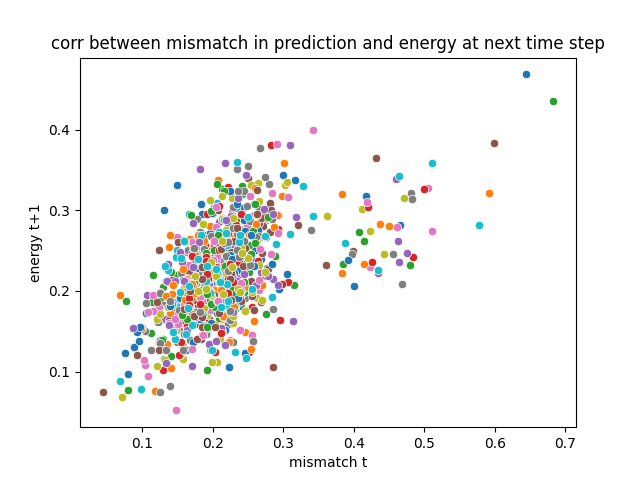 corr between mismatch in prediction and energy at next time step
0.4
0.3
0.2
0.1
energy t+1
0.1 0.2 0.3 0.4 0.5 0.6 0.7
mismatch t